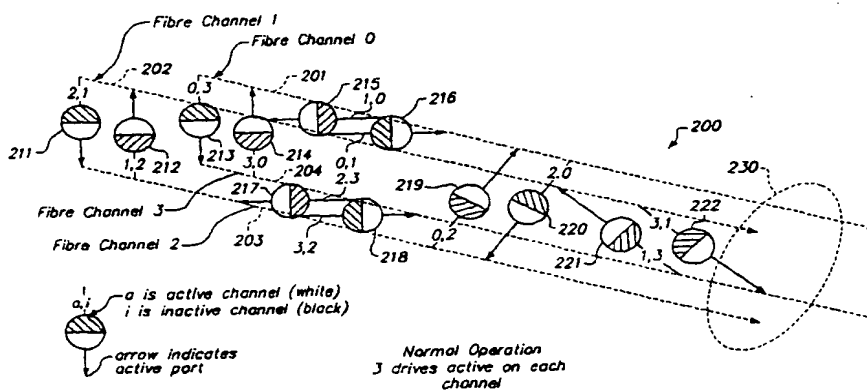 Fibre Channel 1
Fibre Channel 0
202
201
215
216
2,1
0,3
1,0
200
211
212
213
214
0,1
230
1,2
3,0
204
219
2,0
217
2,3
222
Fibre Channel 3
3,1
220
Fibre Channel 2
203
3,2
218
0,2
221
1,3
a,i
a is active channel (white)
i is inactive channel (black)
arrow indicates
active port
Normal Operation
3 drives active on each
channel